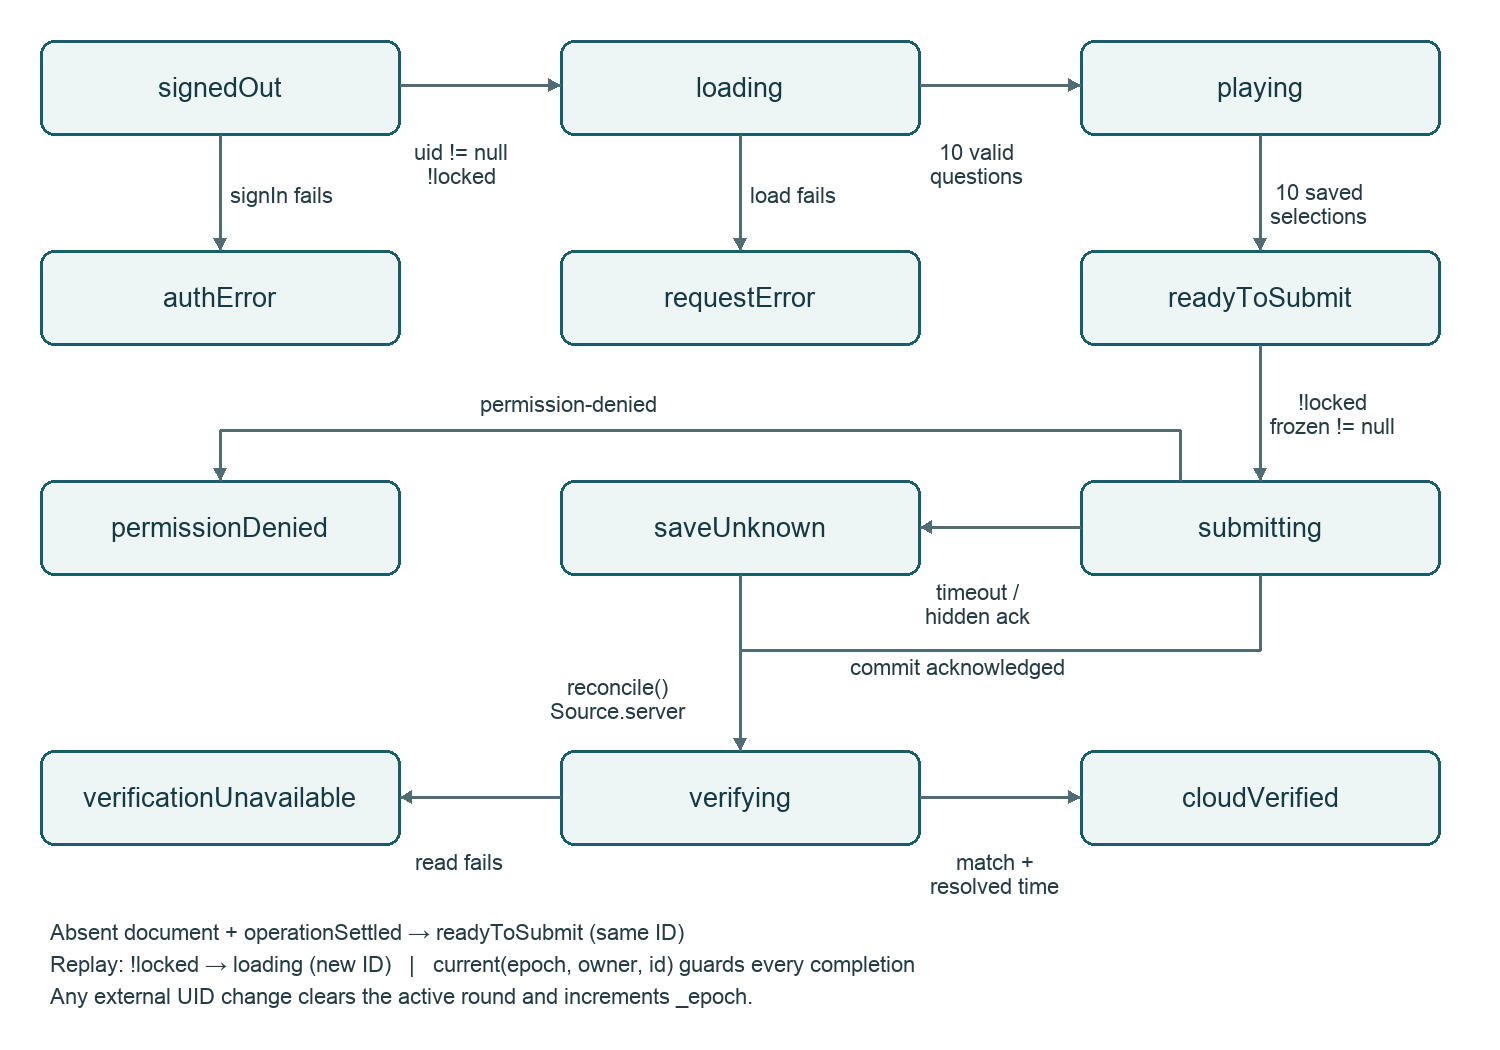 signedOut
loading
playing
uid != null
!locked
10 valid
questions
signIn fails
load fails
10 saved
selections
authError
requestError
readyToSubmit
permission-denied
!locked
frozen != null
permissionDenied
saveUnknown
submitting
timeout /
hidden ack
commit acknowledged
reconcile()
Source.server
verificationUnavailable
verifying
cloudVerified
read fails
match +
resolved time
Absent document + operationSettled → readyToSubmit (same ID)
Replay: !locked → loading (new ID)   |   current(epoch, owner, id) guards every completion
Any external UID change clears the active round and increments _epoch.